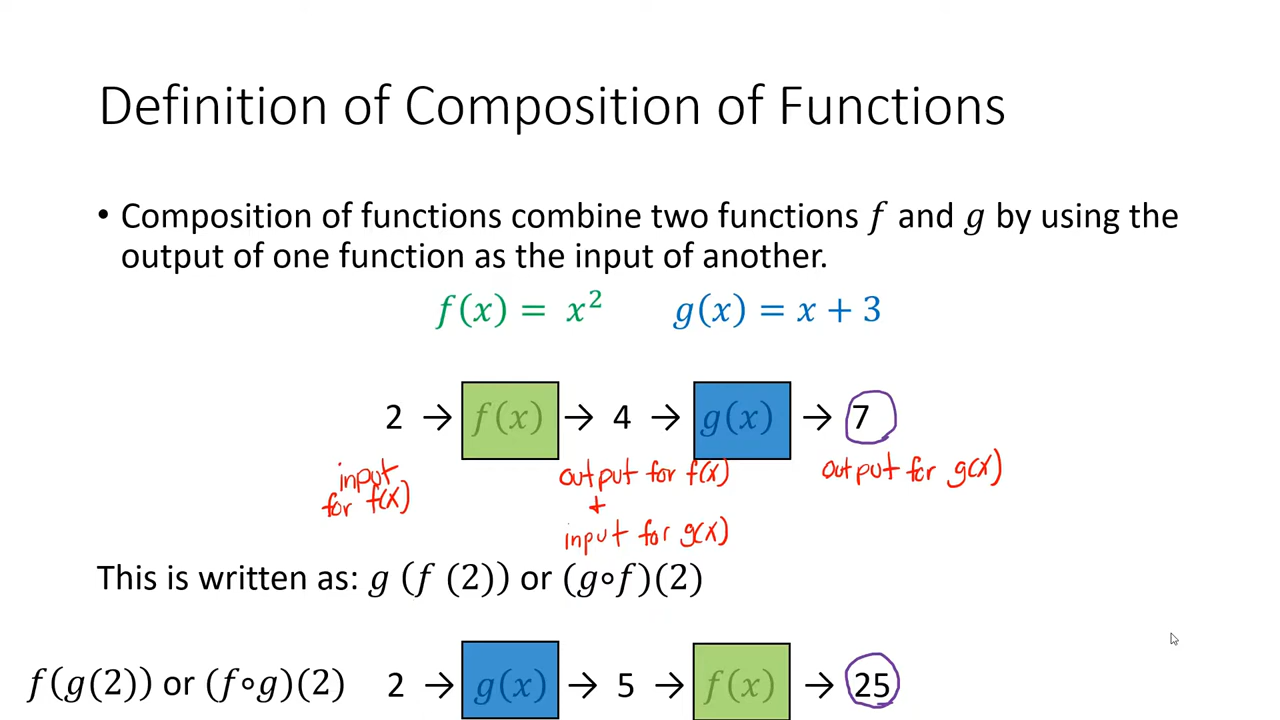 Definition of Composition of Functions
• Composition of functions combine two functions f and g by using the
output of one function as the input of another.
f(x) = x² g(x) = x + 3
2 → f(x) → 4 → g(x) → 7
input for f(x)
output for f(x)
+
input for g(x)
output for g(x)
This is written as: g (f (2)) or (g∘f)(2)
f(g(2)) or (f∘g)(2) 2 → g(x) → 5 → f(x) → 25